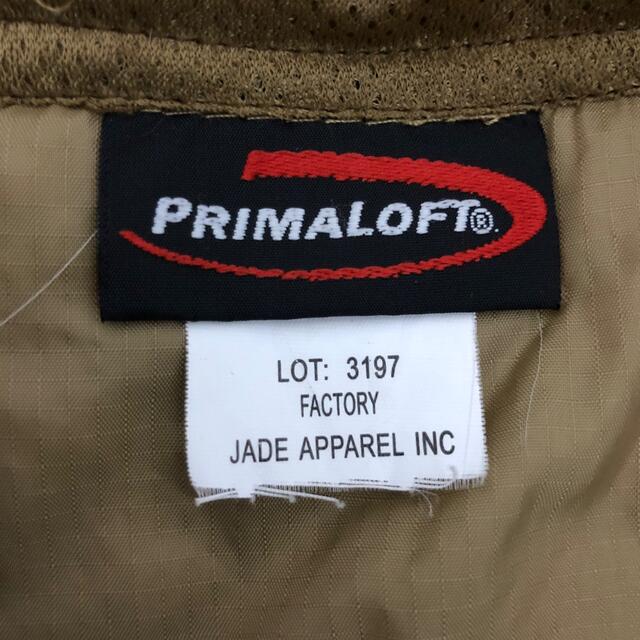 PRIMALOFT®
LOT: 3197
FACTORY
JADE APPAREL INC